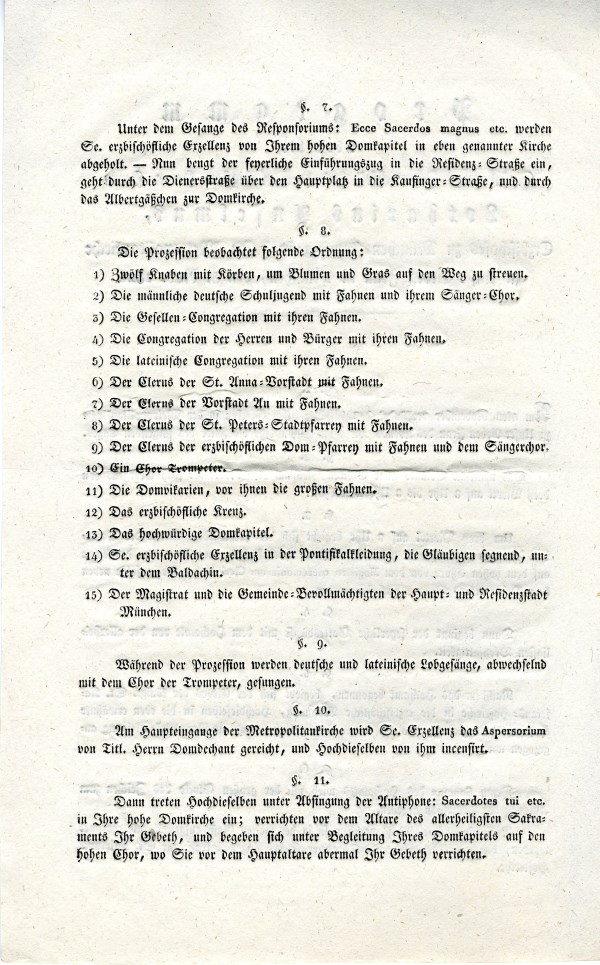 §. 7.
Unter dem Gesange des Responsoriums: Ecce Sacerdos magnus etc. werden
Se. erzbischöfliche Erzellenz von Ihrem hohen Domkapitel in eben genannter Kirche
abgeholt. — Nun beugt der feyerliche Einführungszug in die Residenz-Straße ein,
geht durch die Dienersstraße über den Hauptplatz in die Kaufinger-Straße, und durch
das Albertgäßchen zur Domkirche.
§. 8.
Die Prozession beobachtet folgende Ordnung:
1) Zwölf Knaben mit Körben, um Blumen und Gras auf den Weg zu streuen.
2) Die männliche deutsche Schuljugend mit Fahnen und ihrem Sänger-Chor.
3) Die Gesellen-Congregation mit ihren Fahnen.
4) Die Congregation der Herren und Bürger mit ihren Fahnen.
5) Die lateinische Congregation mit ihren Fahnen.
6) Der Clerus der St. Anna-Vorstadt mit Fahnen.
7) Der Clerus der Vorstadt Au mit Fahnen.
8) Der Clerus der St. Peters-Stadtpfarrey mit Fahnen.
9) Der Clerus der erzbischöflichen Dom-Pfarrey mit Fahnen und dem Sängerchor.
10) Ein Chor Trompeter.
11) Die Domvikarien, vor ihnen die großen Fahnen.
12) Das erzbischöfliche Kreuz.
13) Das hochwürdige Domkapitel.
14) Se. erzbischöfliche Erzellenz in der Pontifikalkleidung, die Gläubigen segnend, un-
ter dem Baldachin.
15) Der Magistrat und die Gemeinde-Bevollmächtigten der Haupt- und Residenzstadt
München.
§. 9.
Während der Prozession werden deutsche und lateinische Lobgesänge, abwechselnd
mit dem Chor der Trompeter, gesungen.
§. 10.
Am Haupteingange der Metropolitankirche wird Se. Erzellenz das Aspersorium
von Titl. Herrn Domdechant gereicht, und Hochdieselben von ihm incensirt.
§. 11.
Dann treten Hochdieselben unter Absingung der Antiphone: Sacerdotes tui etc.
in Ihre hohe Domkirche ein; verrichten vor dem Altare des allerheiligsten Sakra-
ments Ihr Gebeth, und begeben sich unter Begleitung Ihres Domkapitels auf den
hohen Chor, wo Sie vor dem Hauptaltare abermal Ihr Gebeth verrichten.